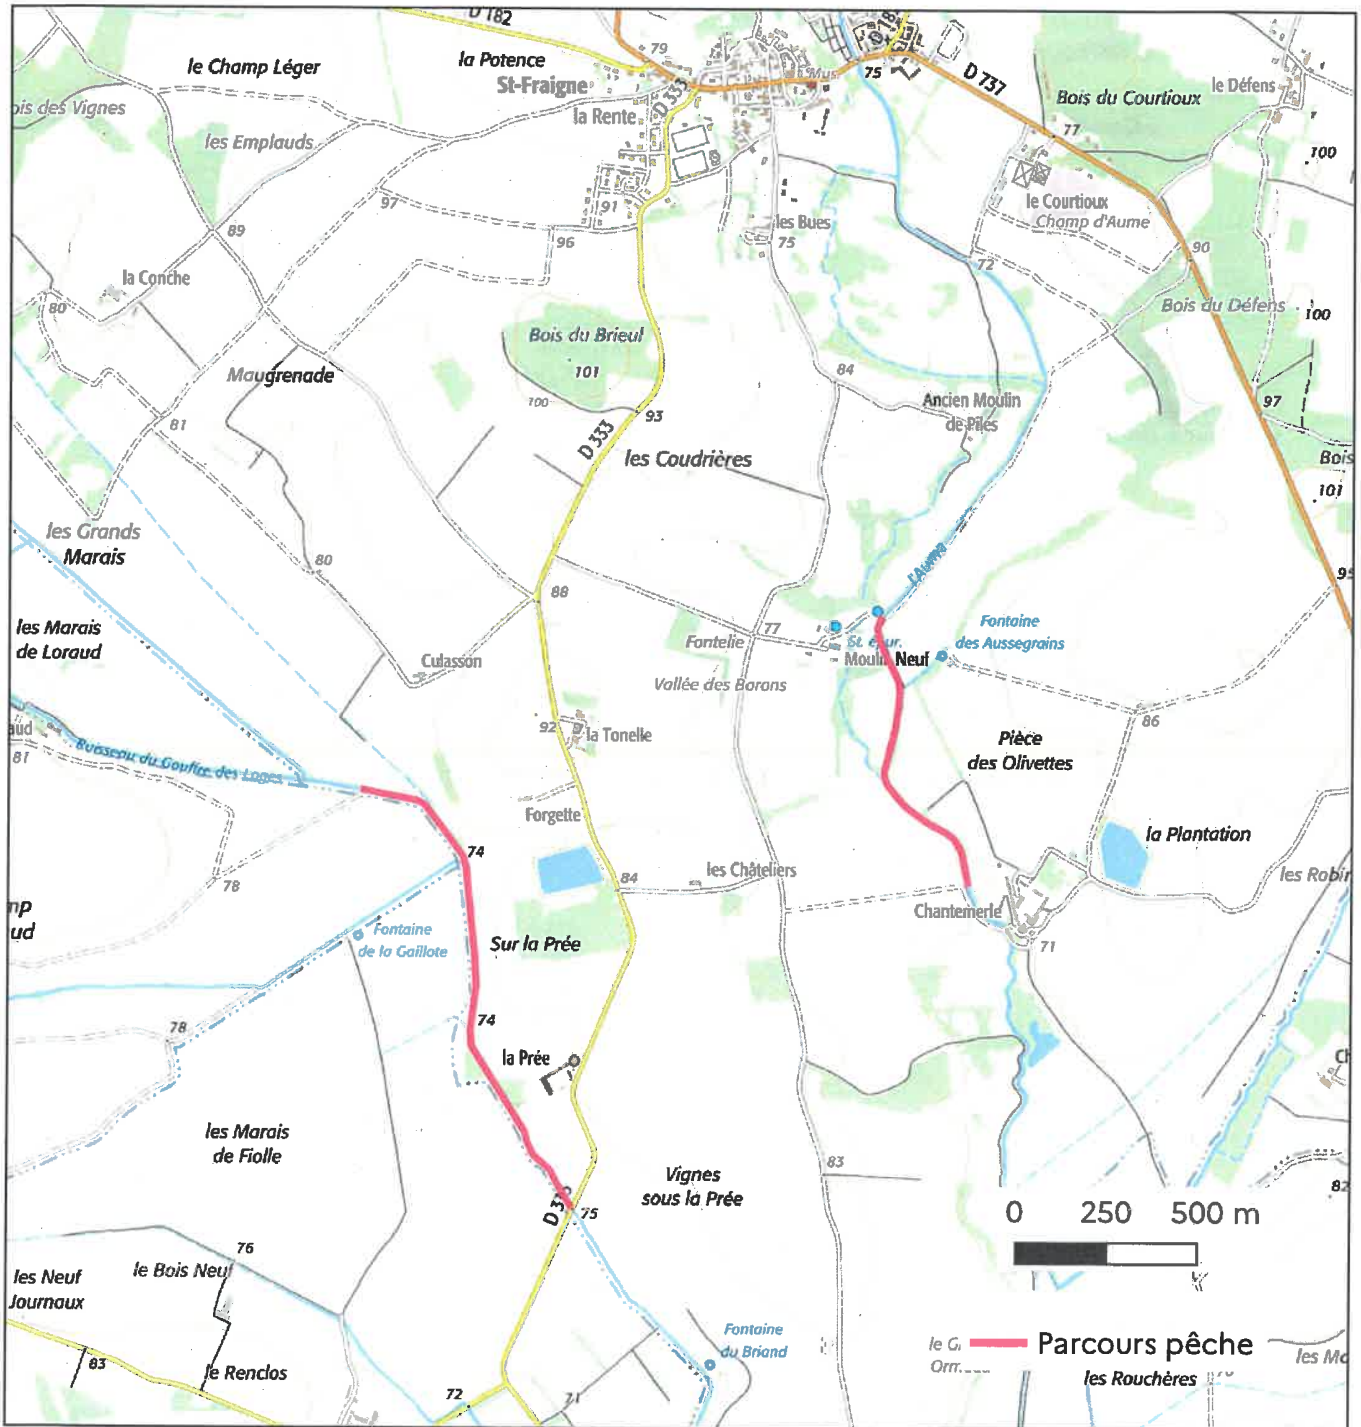 D 182
la Potence
79
le Champ Léger
St-Fraigne
D 333
Mus
75
D 737
Bois du Courtioux
le Défens
la Rente
les Emplauds
77
100
le Courtioux
Champ d'Aume
97
91
89
96
les Bues
75
72
90
la Conche
80
Bois du Défens
100
Bois du Brieul
101
84
Maugrenade
100
93
Ancien Moulin
de Piles
97
81
D 333
les Coudrières
Bois
101
les Grands
Marais
80
l'Aume
88
les Marais
de Loraud
Fontelie
77
St. épur.
Moulin Neuf
Fontaine
des Aussegrains
Culasson
Vallée des Barons
86
92
la Tonelle
Pièce
des Olivettes
81
Ruisseau du Gouffre des Loges
Forgette
la Plantation
74
78
84
les Châteliers
Chantemerle
Fontaine
de la Gaillote
Sur la Prée
71
78
74
la Prée
les Marais
de Fiolle
Vignes
sous la Prée
83
82
75
0 250 500 m
76
le Bois Neuf
les Neuf
Journaux
Fontaine
du Briand
Parcours pêche
83
le Renclos
les Rouchères
72
71